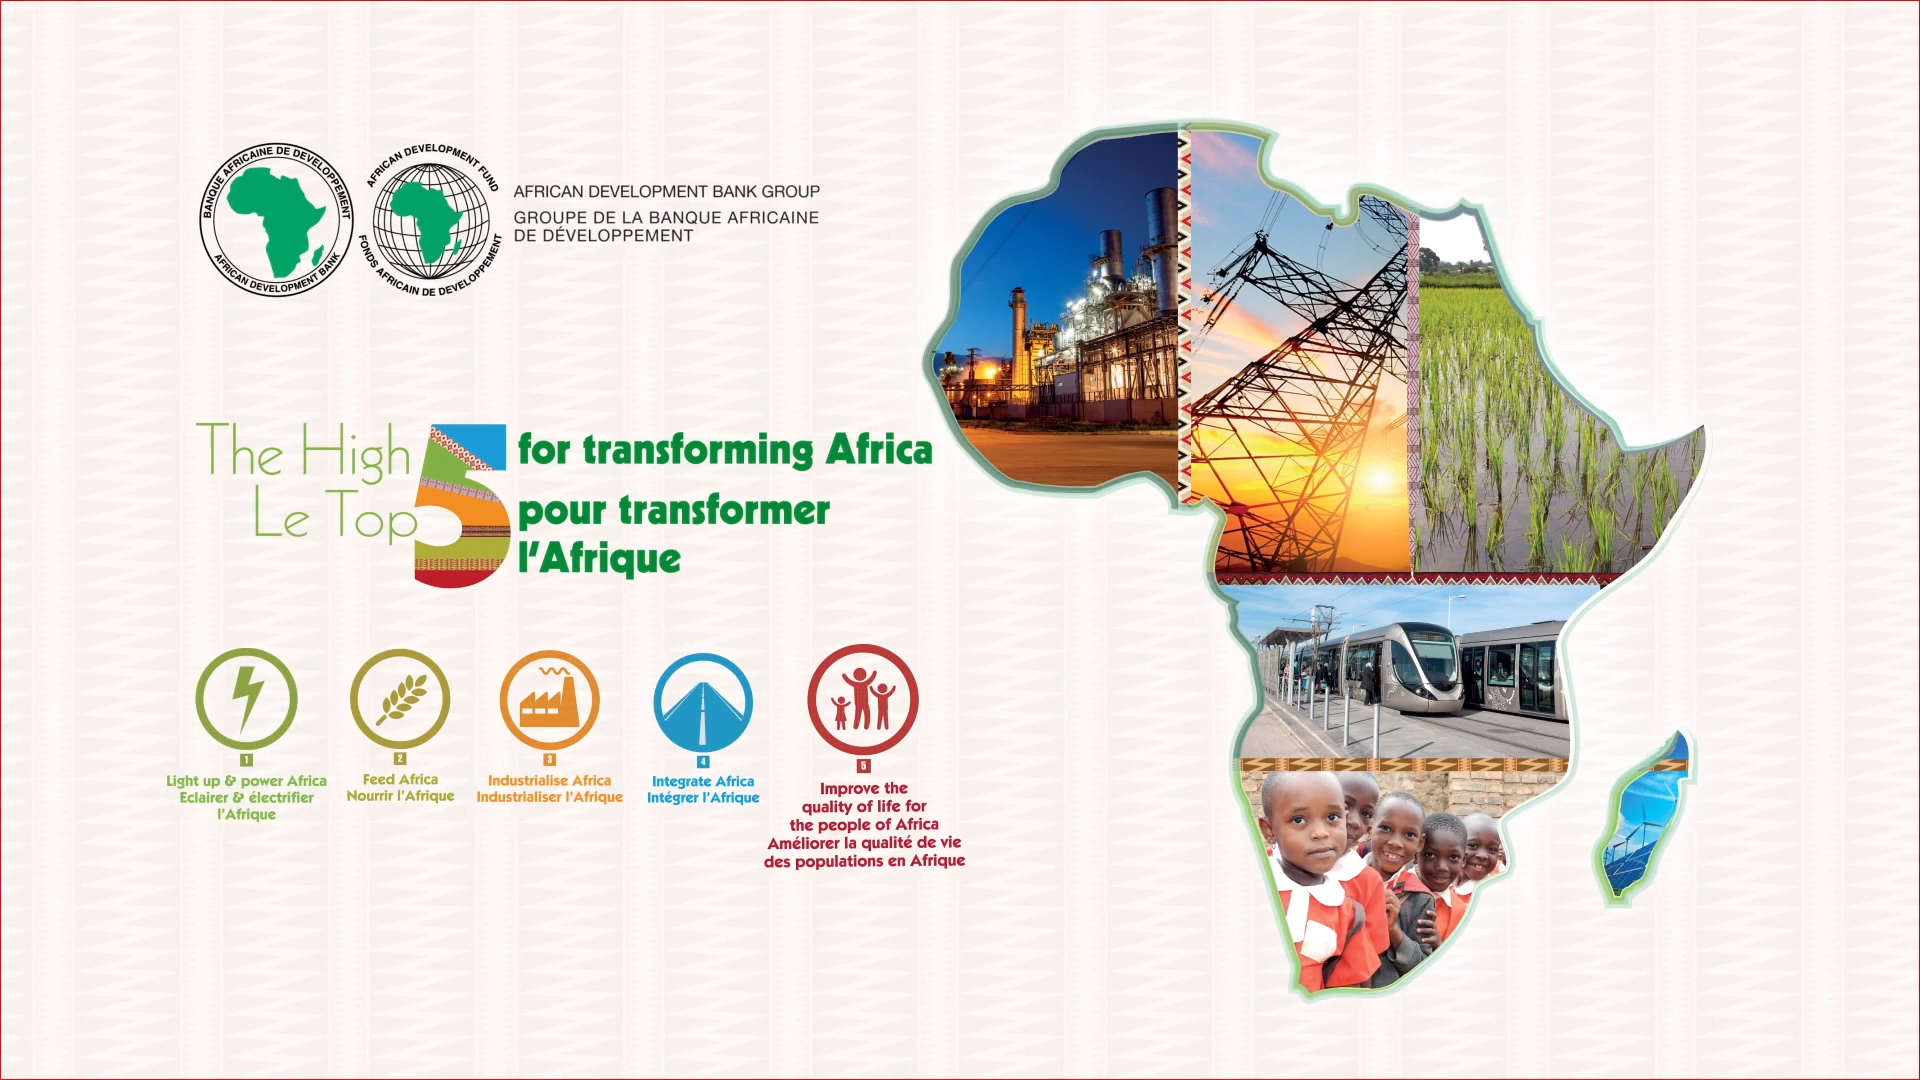 BANQUE AFRICAINE DE DEVELOPPEMENT
AFRICAN DEVELOPMENT BANK
AFRICAN DEVELOPMENT FUND
FONDS AFRICAIN DE DEVELOPPEMENT
AFRICAN DEVELOPMENT BANK GROUP
GROUPE DE LA BANQUE AFRICAINE
DE DÉVELOPPEMENT
The High
Le Top
5
for transforming Africa
pour transformer
l'Afrique
1
Light up & power Africa
Eclairer & électrifier
l'Afrique
2
Feed Africa
Nourrir l'Afrique
3
Industrialise Africa
Industrialiser l'Afrique
4
Integrate Africa
Intégrer l'Afrique
5
Improve the
quality of life for
the people of Africa
Améliorer la qualité de vie
des populations en Afrique